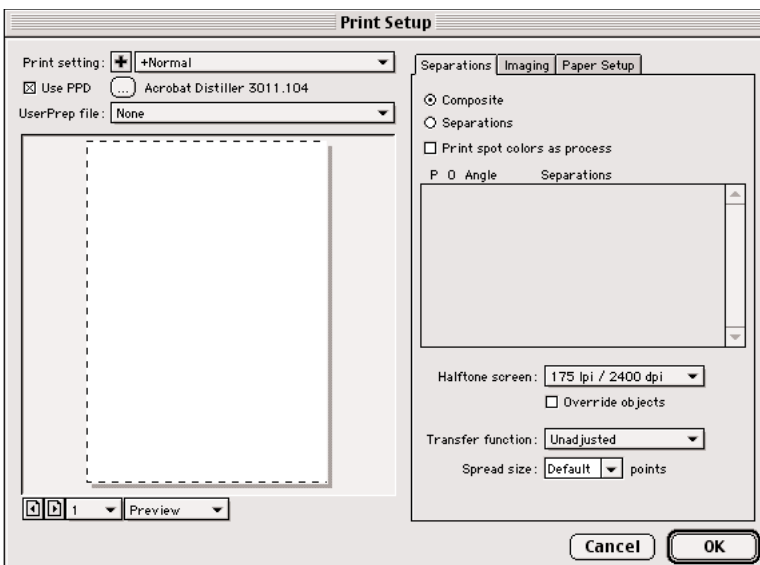 Print Setup
Print setting: +Normal
Use PPD ... Acrobat Distiller 3011.104
UserPrep file: None
1 Preview
Separations Imaging Paper Setup
Composite
Separations
Print spot colors as process
P O Angle Separations
Halftone screen: 175 lpi / 2400 dpi
Override objects
Transfer function: Unadjusted
Spread size: Default points
Cancel OK